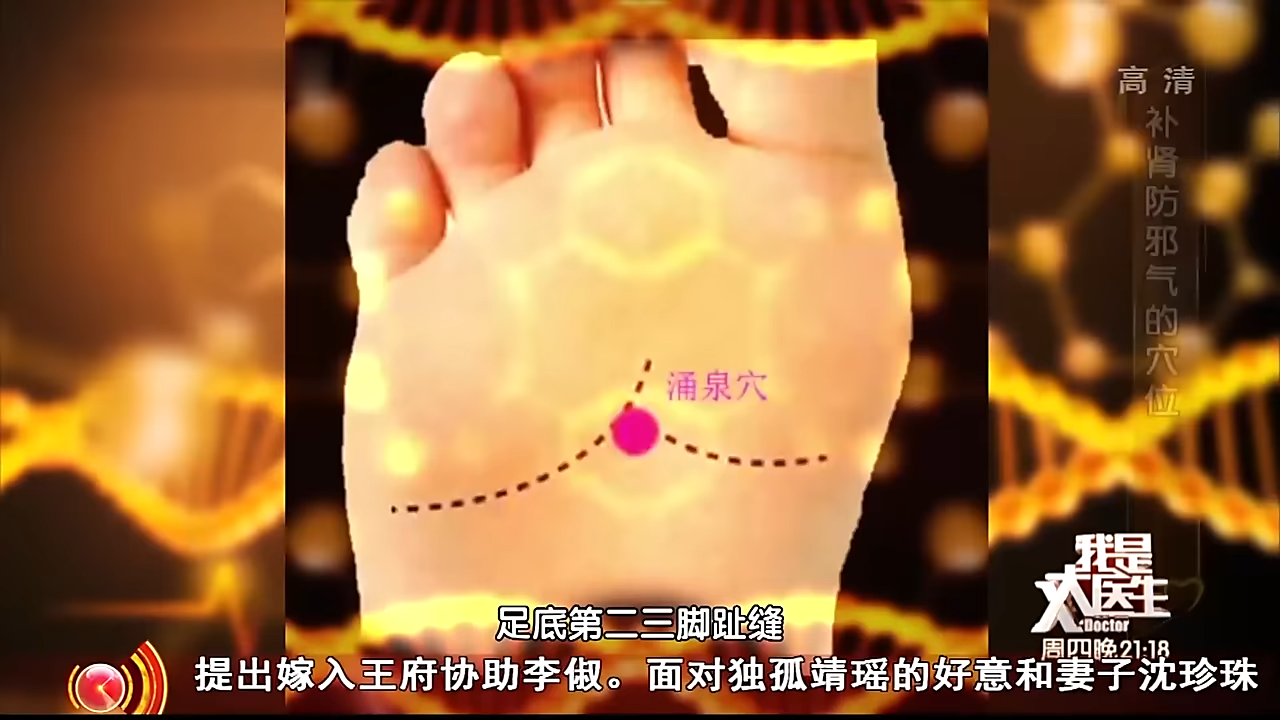 高清
补肾防邪气的穴位
涌泉穴
我是
大医生
Doctor
周四晚21:18
足底第二三脚趾缝
提出嫁入王府协助李俶。面对独孤靖瑶的好意和妻子沈珍珠